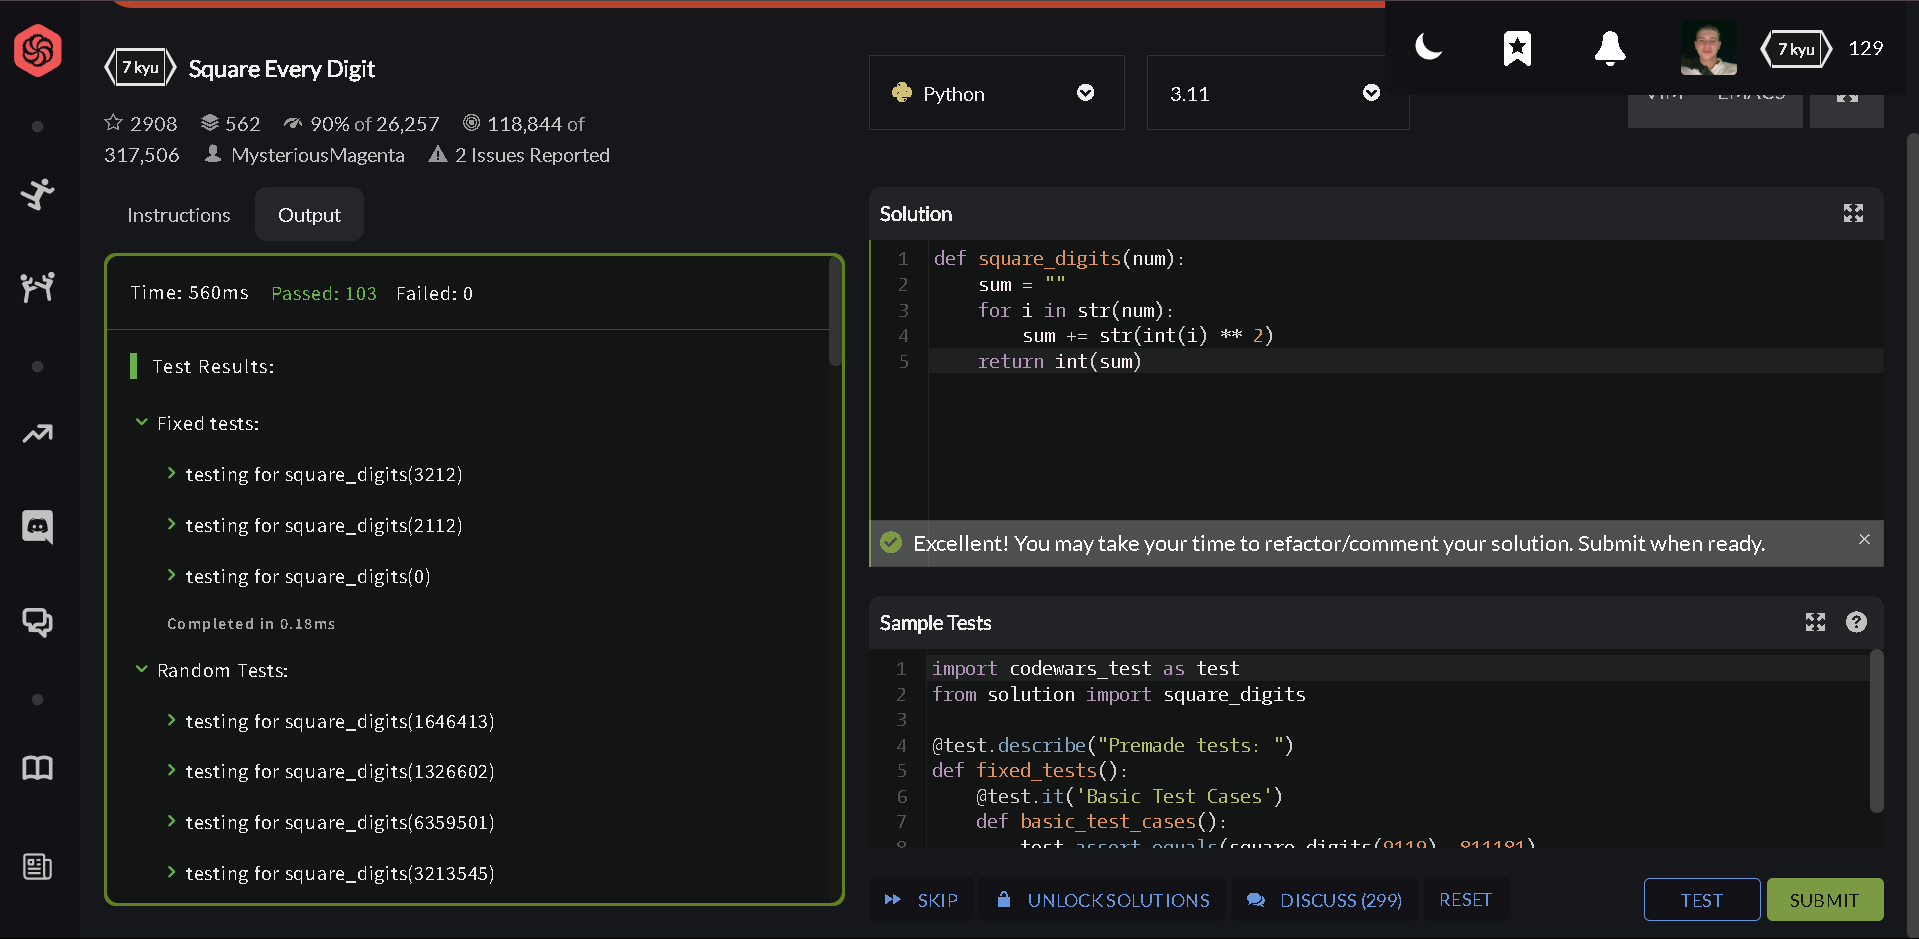 7 kyu Square Every Digit
2908 562 90% of 26,257 118,844 of
317,506 MysteriousMagenta 2 Issues Reported
Python
3.11
7 kyu 129
VIM EMACS
Instructions Output
Time: 560ms Passed: 103 Failed: 0
Test Results:
Fixed tests:
testing for square_digits(3212)
testing for square_digits(2112)
testing for square_digits(0)
Completed in 0.18ms
Random Tests:
testing for square_digits(1646413)
testing for square_digits(1326602)
testing for square_digits(6359501)
testing for square_digits(3213545)
Solution
1 def square_digits(num):
2     sum = ""
3     for i in str(num):
4         sum += str(int(i) ** 2)
5     return int(sum)
Excellent! You may take your time to refactor/comment your solution. Submit when ready.
Sample Tests
1 import codewars_test as test
2 from solution import square_digits
3
4 @test.describe("Premade tests: ")
5 def fixed_tests():
6     @test.it('Basic Test Cases')
7     def basic_test_cases():
8         test.assert_equals(square_digits(9119), 811181)
SKIP UNLOCK SOLUTIONS DISCUSS (299) RESET TEST SUBMIT